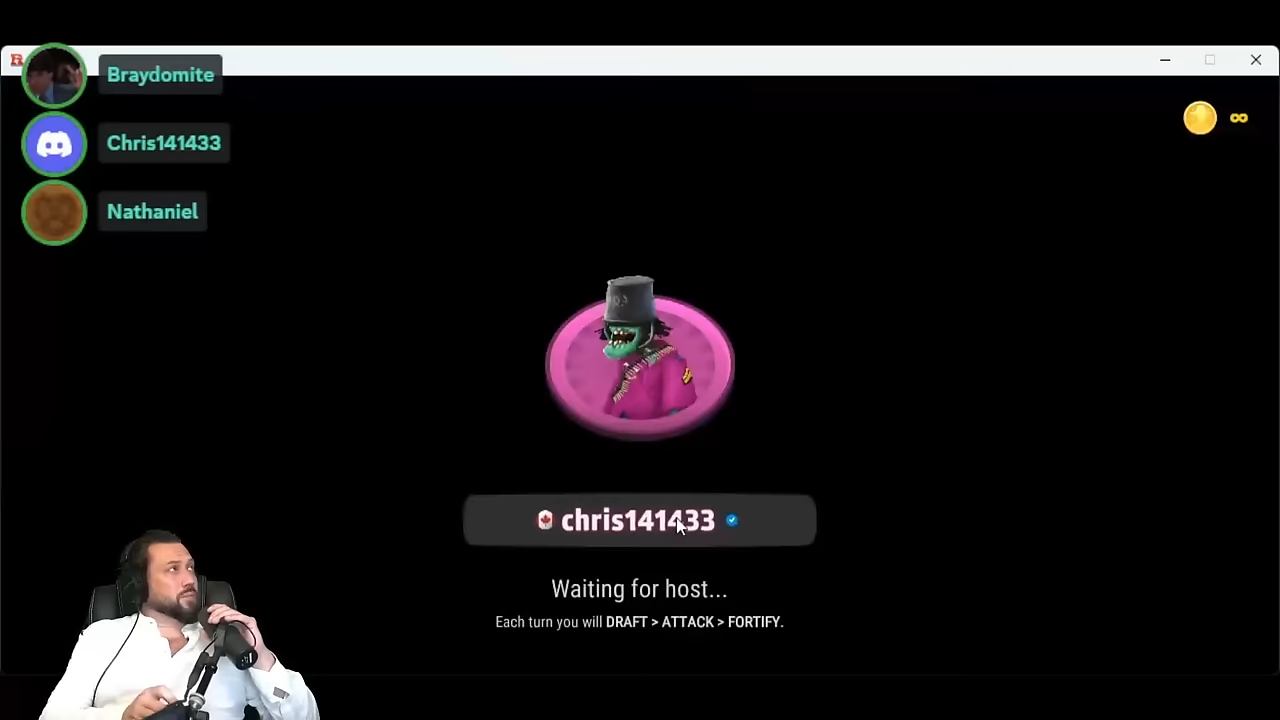 Braydomite
Chris141433
Nathaniel
∞
chris141433
Waiting for host...
Each turn you will DRAFT > ATTACK > FORTIFY.